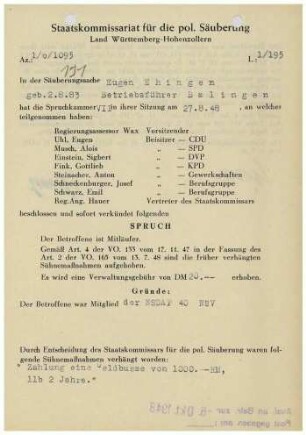 Staatskommissariat für die pol. Säuberung
Land Württemberg-Hohenzollern
Az. 1/e/1095
L: 1/195
In der Säuberungssache Eugen Ehingen
geb.2.8.83 Betriebsführer Balingen
hat die Spruchkammer VII in ihrer Sitzung am 27.8.48 , an welcher
teilgenommen haben:
Regierungsassessor Wax Vorsitzender
Uhl, Eugen Beisitzer — CDU
Musch, Alois „ — SPD
Einstein, Sigbert „ — DVP
Fink, Gottlieb „ — KPD
Steinacher, Anton „ — Gewerkschaften
Schneckenburger, Josef „ — Berufsgruppe
Schwarz, Emil „ — Berufsgruppe
Reg.Ang. Hauer Vertreter des Staatskommissars
beschlossen und sofort verkündet folgenden
SPRUCH
Der Betroffene ist Mitläufer.
Gemäß Art. 4 der VO. 133 vom 17. 11. 47 in der Fassung des
Art. 2 der VO. 165 vom 13. 7. 48 sind die früher verhängten
Sühnemaßnahmen aufgehoben.
Es wird eine Verwaltungsgebühr von DM 20.-- erhoben.
Gründe:
Der Betroffene war Mitglied der NSDAP 40 NSV
Durch Entscheidung des Staatskommissars für die pol. Säuberung waren fol-
gende Sühnemaßnahmen verhängt worden:
" Zahlung eine Geldbusse von 1000.—RM,
11b 2 Jahre."